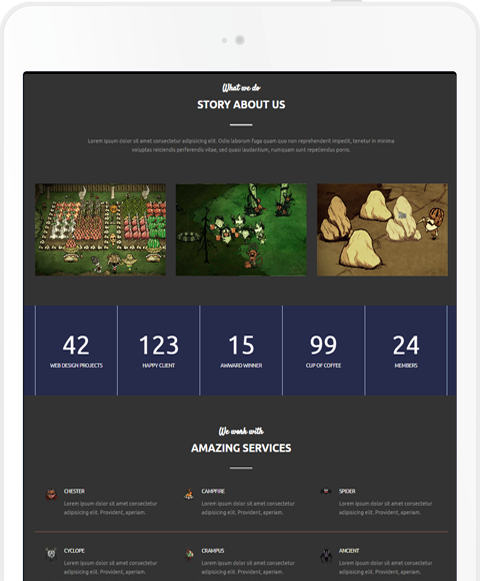 What we do
STORY ABOUT US
Lorem ipsum dolor sit amet consectetur adipisicing elit. Odio laborum fuga quam quo non reprehenderit impedit, tenetur in minima
voluptas reiciendis perferendis vitae, sed quasi laudantium, numquam sunt repellendus porro.
42
123
15
99
24
WEB DESIGN PROJECTS
HAPPY CLIENT
AWWARD WINNER
CUP OF COFFEE
MEMBERS
We work with
AMAZING SERVICES
CHESTER
Lorem ipsum dolor sit amet consectetur
adipisicing elit. Provident, aperiam.
CAMPFIRE
Lorem ipsum dolor sit amet consectetur
adipisicing elit. Provident, aperiam.
SPIDER
Lorem ipsum dolor sit amet consectetur
adipisicing elit. Provident, aperiam.
CYCLOPE
Lorem ipsum dolor sit amet consectetur
adipisicing elit. Provident, aperiam.
CRAMPUS
Lorem ipsum dolor sit amet consectetur
adipisicing elit. Provident, aperiam.
ANCIENT
Lorem ipsum dolor sit amet consectetur
adipisicing elit. Provident, aperiam.